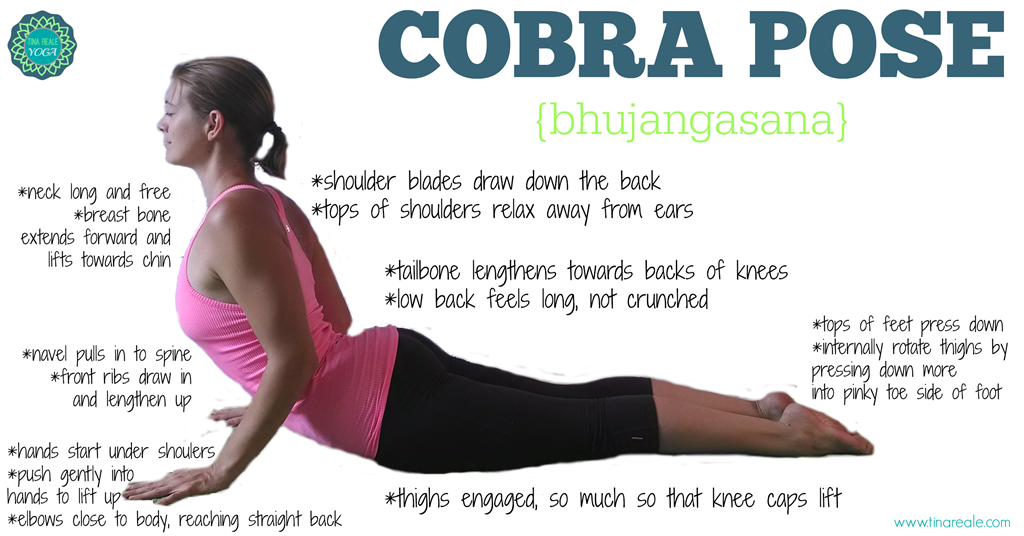 TINA REALE
YOGA
COBRA POSE
{bhujangasana}
*neck long and free
*breast bone
extends forward and
lifts towards chin
*shoulder blades draw down the back
*tops of shoulders relax away from ears
*tailbone lengthens towards backs of knees
*low back feels long, not crunched
*tops of feet press down
*internally rotate thighs by
pressing down more
into pinky toe side of foot
*navel pulls in to spine
*front ribs draw in
and lengthen up
*hands start under shoulers
*push gently into
hands to lift up
*elbows close to body, reaching straight back
*thighs engaged, so much so that knee caps lift
www.tinareale.com